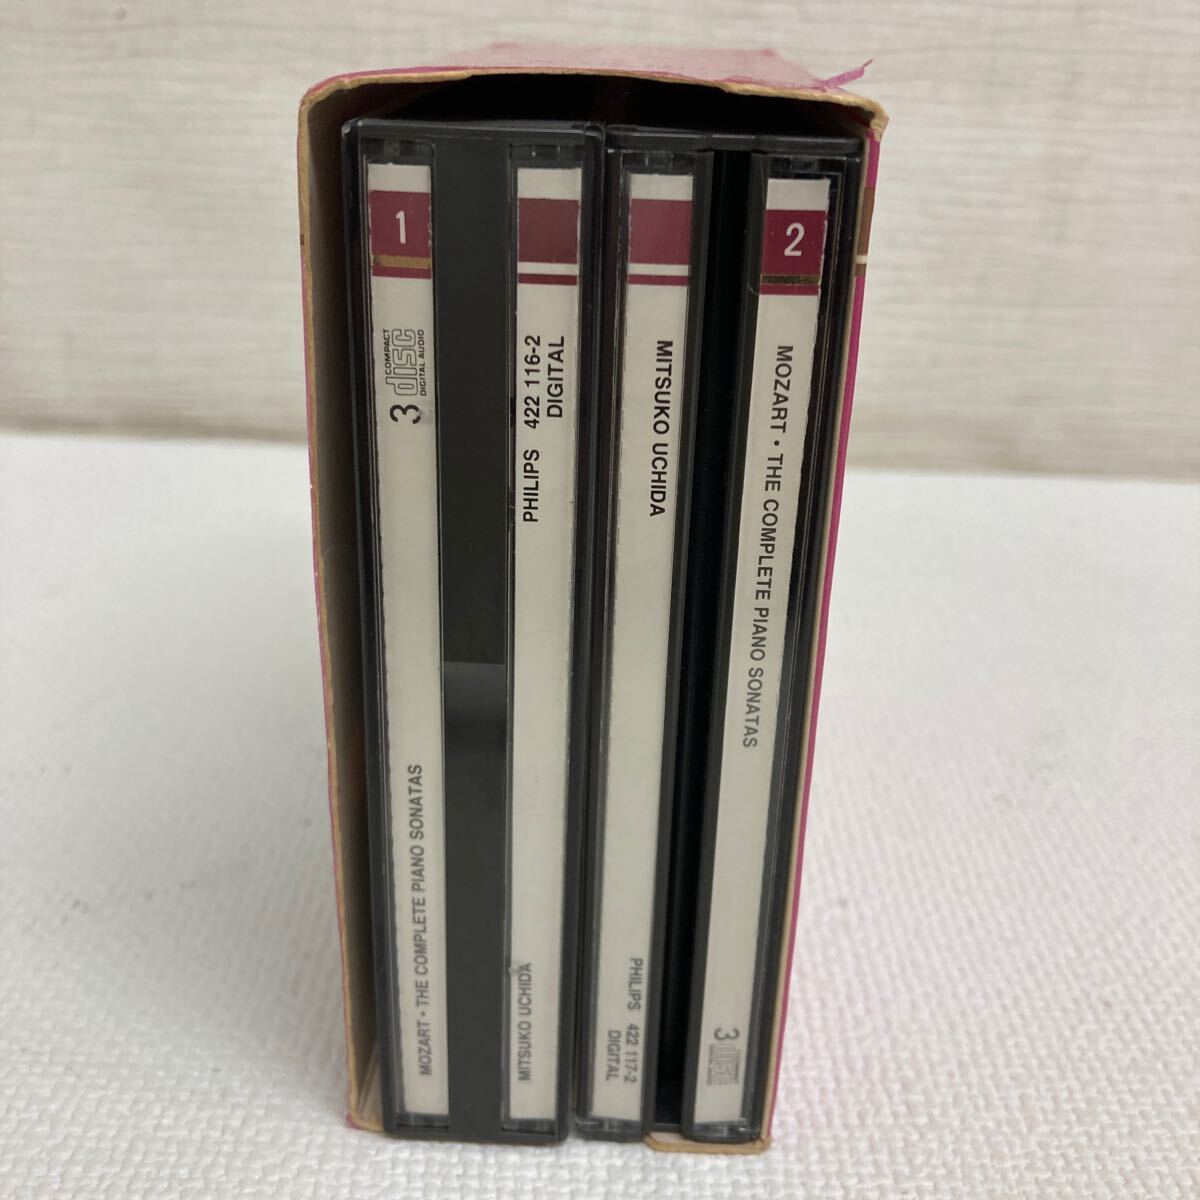 1
3 COMPACT
disc
DIGITAL AUDIO
MOZART • THE COMPLETE PIANO SONATAS
PHILIPS 422 116-2
DIGITAL
MITSUKO UCHIDA
MITSUKO UCHIDA
PHILIPS 422 117-2
DIGITAL
2
MOZART • THE COMPLETE PIANO SONATAS
3 disc